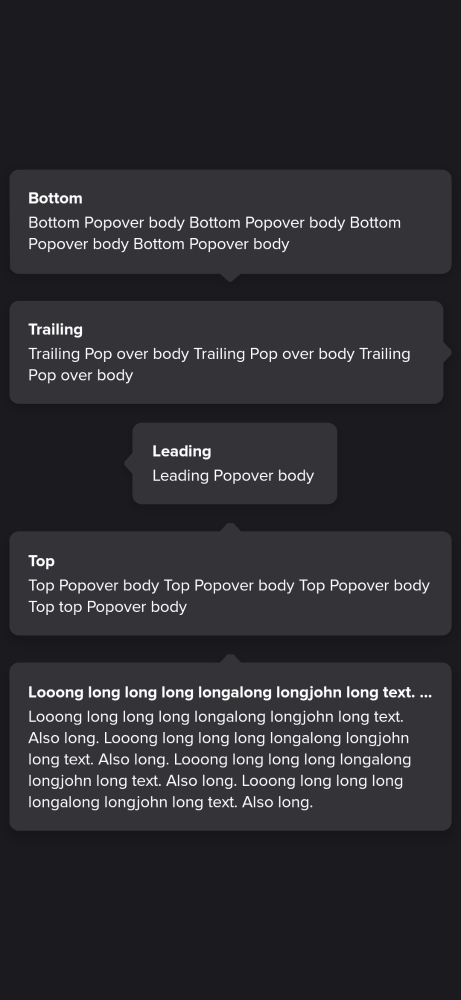 Bottom
Bottom Popover body Bottom Popover body Bottom
Popover body Bottom Popover body
Trailing
Trailing Pop over body Trailing Pop over body Trailing
Pop over body
Leading
Leading Popover body
Top
Top Popover body Top Popover body Top Popover body
Top top Popover body
Looong long long long longalong longjohn long text. ...
Looong long long long longalong longjohn long text.
Also long. Looong long long long longalong longjohn
long text. Also long. Looong long long long longalong
longjohn long text. Also long. Looong long long long
longalong longjohn long text. Also long.